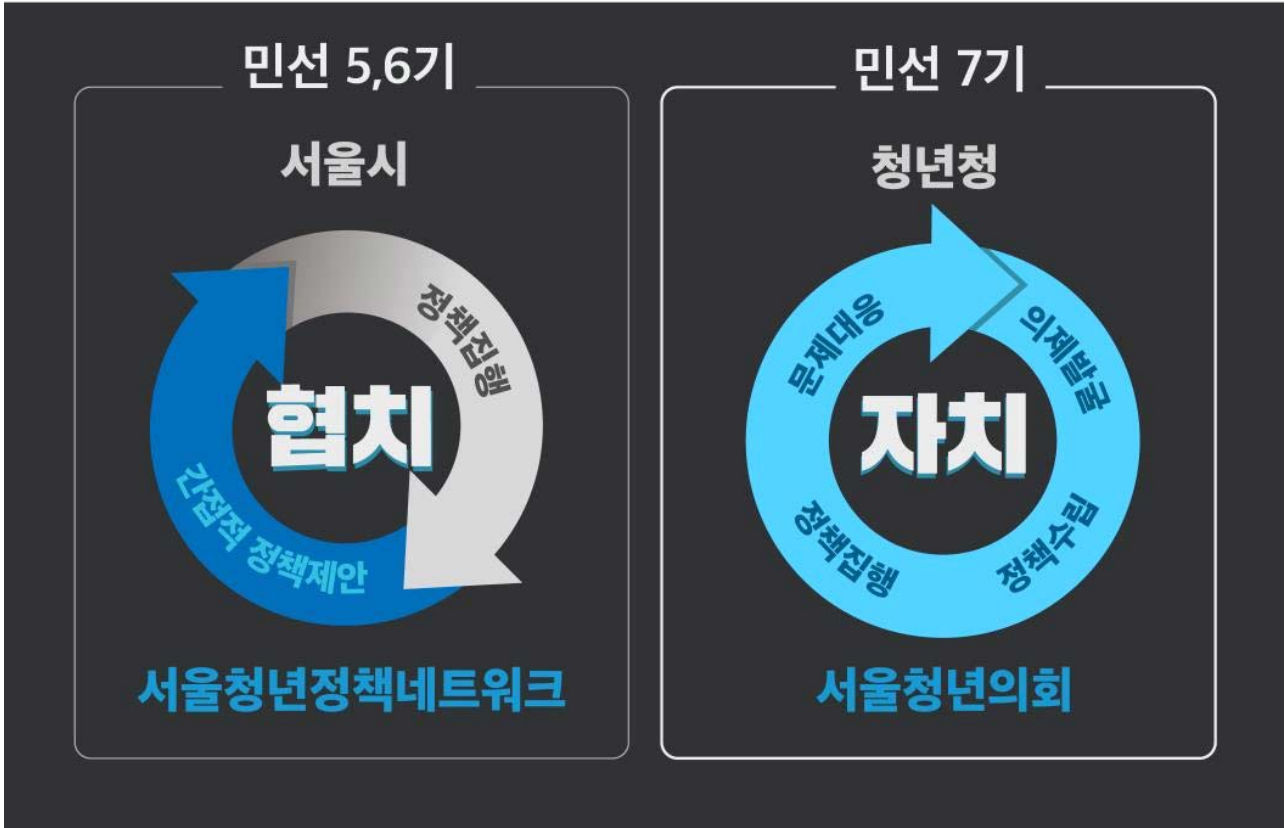 민선 5,6기
서울시
정책집행
협치
간접적 정책제안
서울청년정책네트워크
민선 7기
청년청
문제대응
의제발굴
자치
정책집행
정책수립
서울청년의회